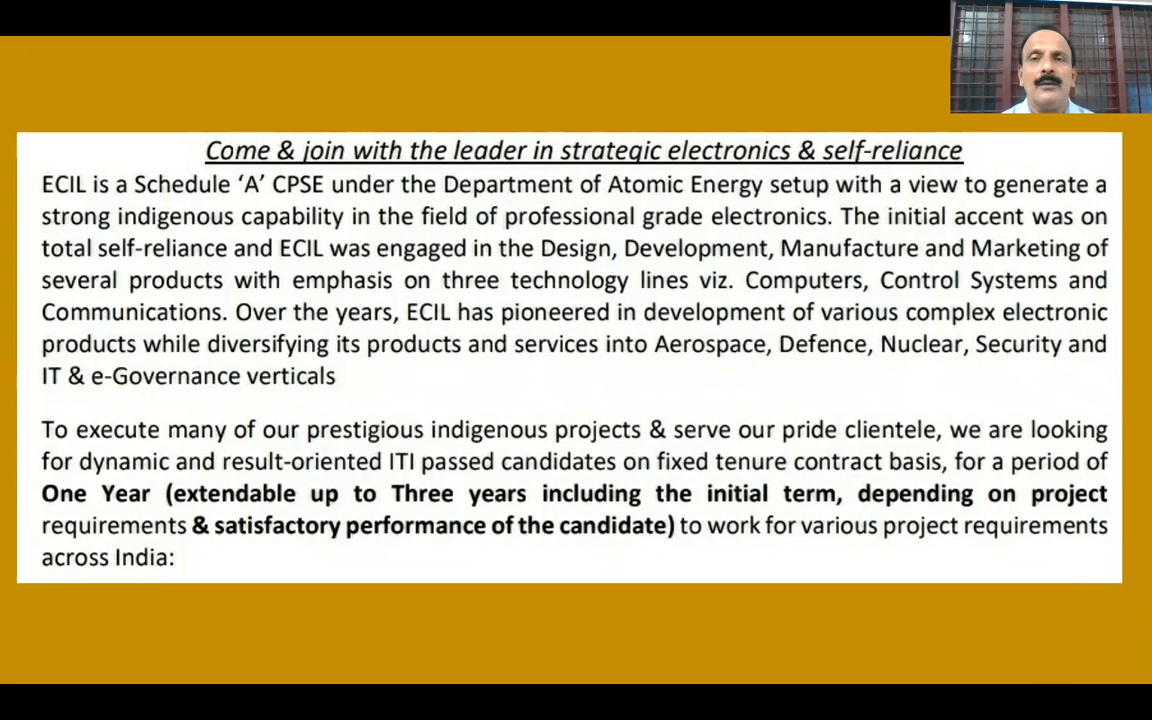 Come & join with the leader in strategic electronics & self-reliance
ECIL is a Schedule ‘A’ CPSE under the Department of Atomic Energy setup with a view to generate a
strong indigenous capability in the field of professional grade electronics. The initial accent was on
total self-reliance and ECIL was engaged in the Design, Development, Manufacture and Marketing of
several products with emphasis on three technology lines viz. Computers, Control Systems and
Communications. Over the years, ECIL has pioneered in development of various complex electronic
products while diversifying its products and services into Aerospace, Defence, Nuclear, Security and
IT & e-Governance verticals
To execute many of our prestigious indigenous projects & serve our pride clientele, we are looking
for dynamic and result-oriented ITI passed candidates on fixed tenure contract basis, for a period of
One Year (extendable up to Three years including the initial term, depending on project
requirements & satisfactory performance of the candidate) to work for various project requirements
across India: